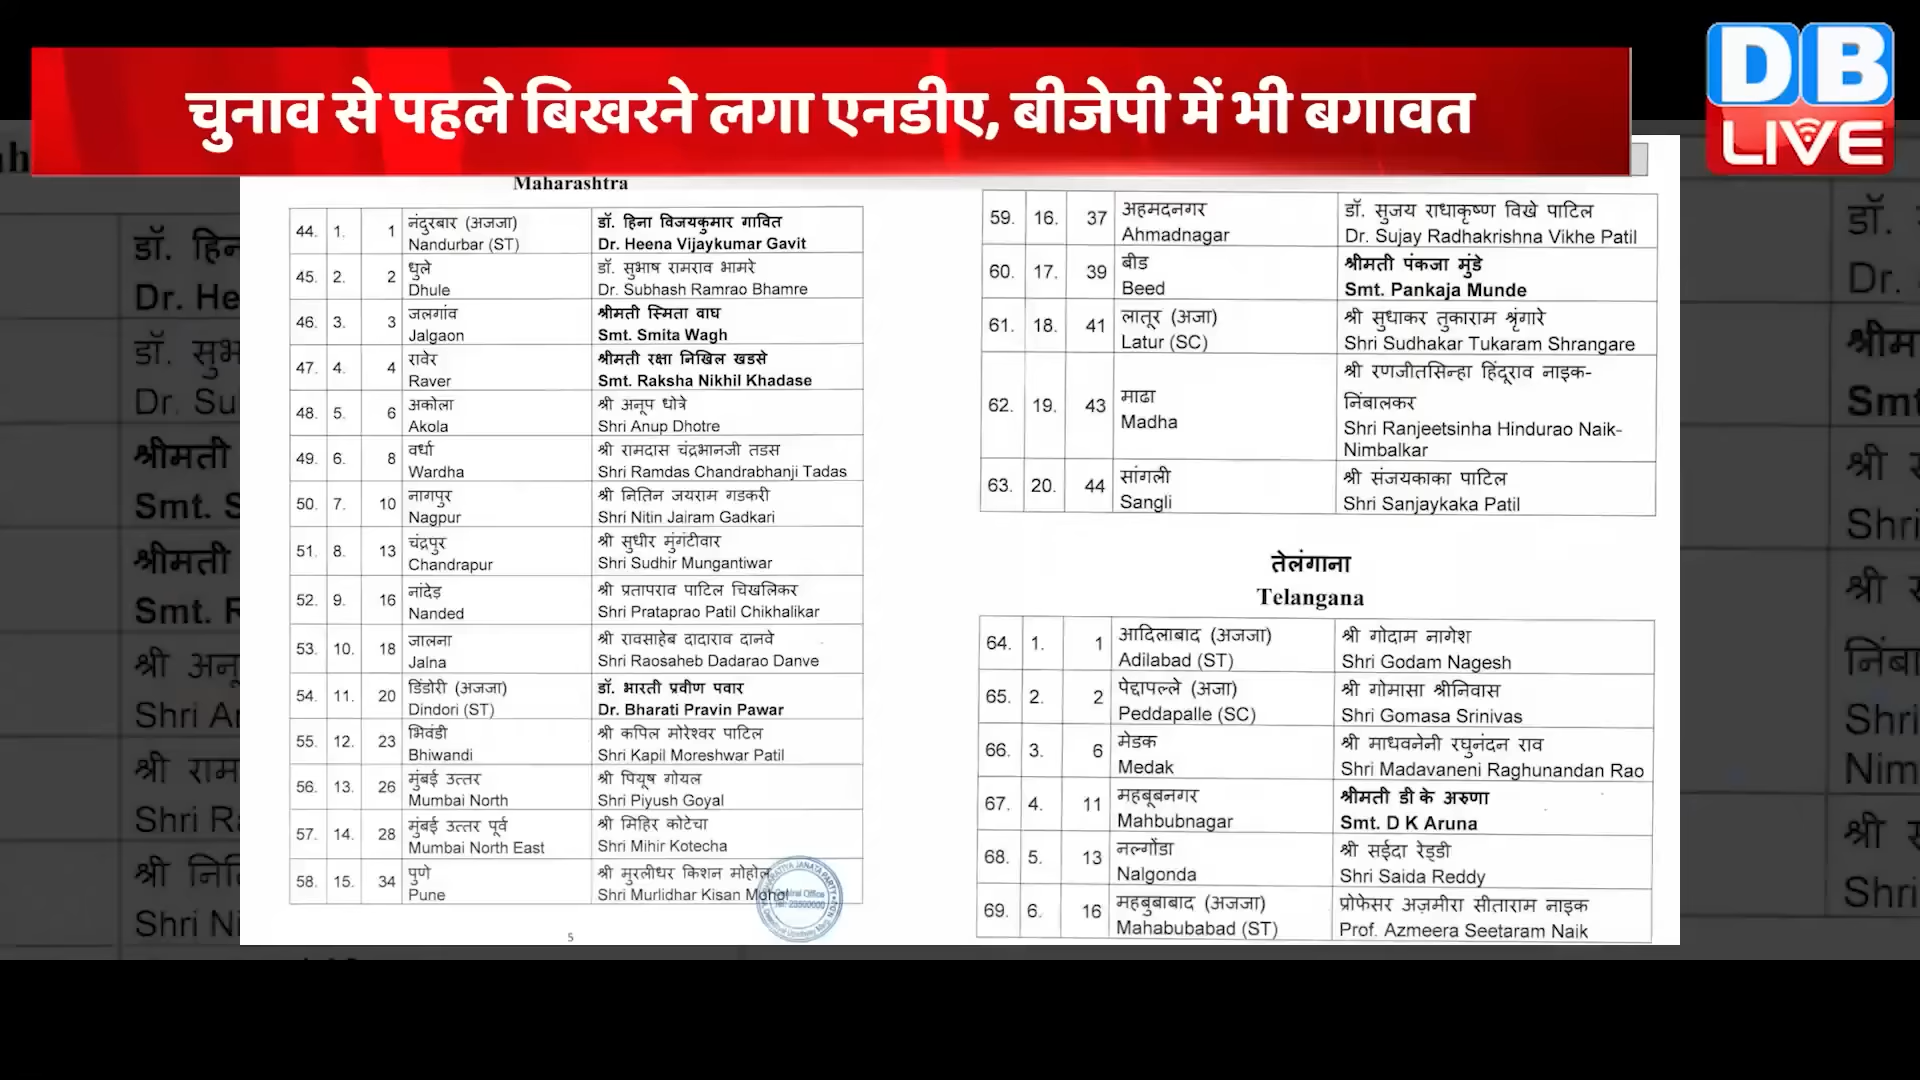 चुनाव से पहले बिखरने लगा एनडीए, बीजेपी में भी बगावत
DB
LIVE
Maharashtra
44. 1. 1 नंदुरबार (अजजा) डॉ. हिना विजयकुमार गावित
Nandurbar (ST) Dr. Heena Vijaykumar Gavit
45. 2. 2 धुले डॉ. सुभाष रामराव भामरे
Dhule Dr. Subhash Ramrao Bhamre
46. 3. 3 जलगांव श्रीमती स्मिता वाघ
Jalgaon Smt. Smita Wagh
47. 4. 4 रावेर श्रीमती रक्षा निखिल खडसे
Raver Smt. Raksha Nikhil Khadase
48. 5. 6 अकोला श्री अनूप धोत्रे
Akola Shri Anup Dhotre
49. 6. 8 वर्धा श्री रामदास चंद्रभानजी तडस
Wardha Shri Ramdas Chandrabhanji Tadas
50. 7. 10 नागपुर श्री नितिन जयराम गडकरी
Nagpur Shri Nitin Jairam Gadkari
51. 8. 13 चंद्रपुर श्री सुधीर मुंगंटीवार
Chandrapur Shri Sudhir Mungantiwar
52. 9. 16 नांदेड़ श्री प्रतापराव पाटिल चिखलिकर
Nanded Shri Prataprao Patil Chikhalikar
53. 10. 18 जालना श्री रावसाहेब दादाराव दानवे
Jalna Shri Raosaheb Dadarao Danve
54. 11. 20 डिंडोरी (अजजा) डॉ. भारती प्रवीण पवार
Dindori (ST) Dr. Bharati Pravin Pawar
55. 12. 23 भिवंडी श्री कपिल मोरेश्वर पाटिल
Bhiwandi Shri Kapil Moreshwar Patil
56. 13. 26 मुंबई उत्तर श्री पियूष गोयल
Mumbai North Shri Piyush Goyal
57. 14. 28 मुंबई उत्तर पूर्व श्री मिहिर कोटेचा
Mumbai North East Shri Mihir Kotecha
58. 15. 34 पुणे श्री मुरलीधर किशन मोहोल
Pune Shri Murlidhar Kisan Mohol
5
59. 16. 37 अहमदनगर डॉ. सुजय राधाकृष्ण विखे पाटिल
Ahmadnagar Dr. Sujay Radhakrishna Vikhe Patil
60. 17. 39 बीड श्रीमती पंकजा मुंडे
Beed Smt. Pankaja Munde
61. 18. 41 लातूर (अजा) श्री सुधाकर तुकाराम श्रृंगारे
Latur (SC) Shri Sudhakar Tukaram Shrangare
62. 19. 43 माढा श्री रणजीतसिन्हा हिंदूराव नाइक-
निंबालकर
Madha Shri Ranjeetsinha Hindurao Naik-
Nimbalkar
63. 20. 44 सांगली श्री संजयकाका पाटिल
Sangli Shri Sanjaykaka Patil
तेलंगाना
Telangana
64. 1. 1 आदिलाबाद (अजजा) श्री गोदाम नागेश
Adilabad (ST) Shri Godam Nagesh
65. 2. 2 पेद्दापल्ले (अजा) श्री गोमासा श्रीनिवास
Peddapalle (SC) Shri Gomasa Srinivas
66. 3. 6 मेडक श्री माधवनेनी रघुनंदन राव
Medak Shri Madavaneni Raghunandan Rao
67. 4. 11 महबूबनगर श्रीमती डी के अरुणा
Mahbubnagar Smt. D K Aruna
68. 5. 13 नल्गोंडा श्री सईदा रेड्डी
Nalgonda Shri Saida Reddy
69. 6. 16 महबुबाबाद (अजजा) प्रोफेसर अज़मीरा सीताराम नाइक
Mahabubabad (ST) Prof. Azmeera Seetaram Naik